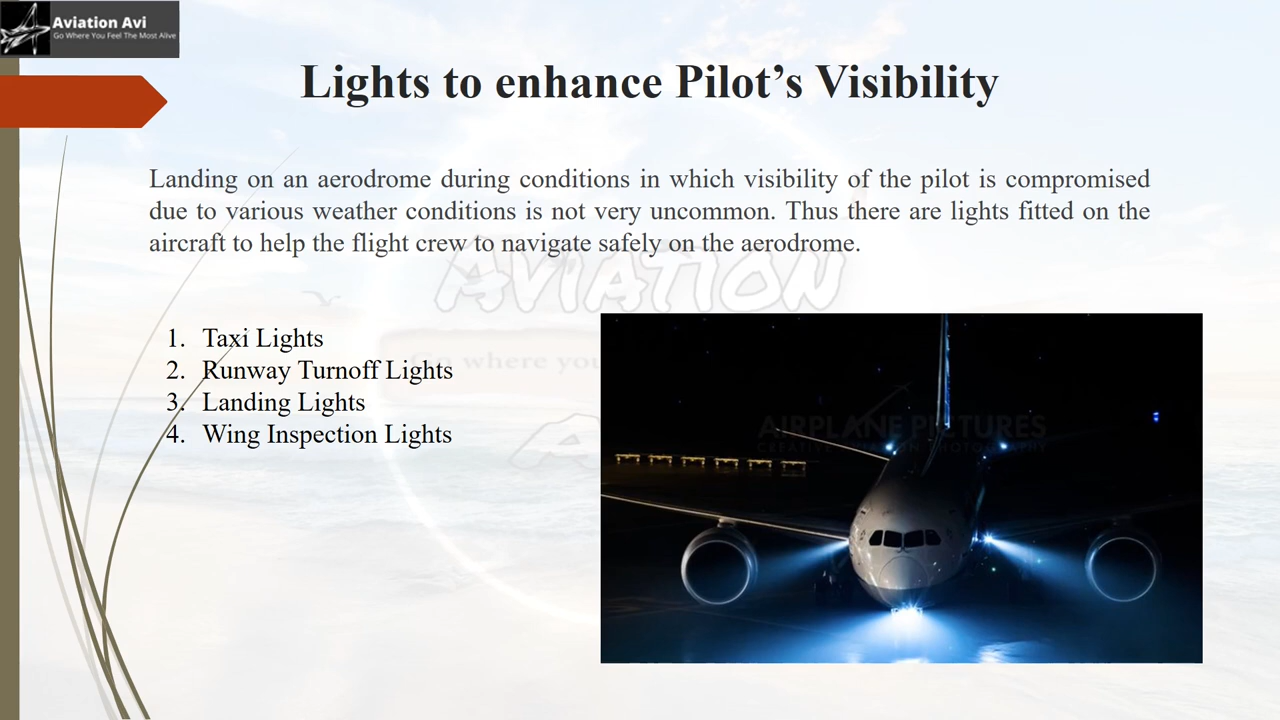 Aviation Avi
Go Where You Feel The Most Alive
Lights to enhance Pilot’s Visibility
Landing on an aerodrome during conditions in which visibility of the pilot is compromised
due to various weather conditions is not very uncommon. Thus there are lights fitted on the
aircraft to help the flight crew to navigate safely on the aerodrome.
AVIATION
Go where you
1. Taxi Lights
2. Runway Turnoff Lights
3. Landing Lights
4. Wing Inspection Lights
AIRPLANE PICTURES